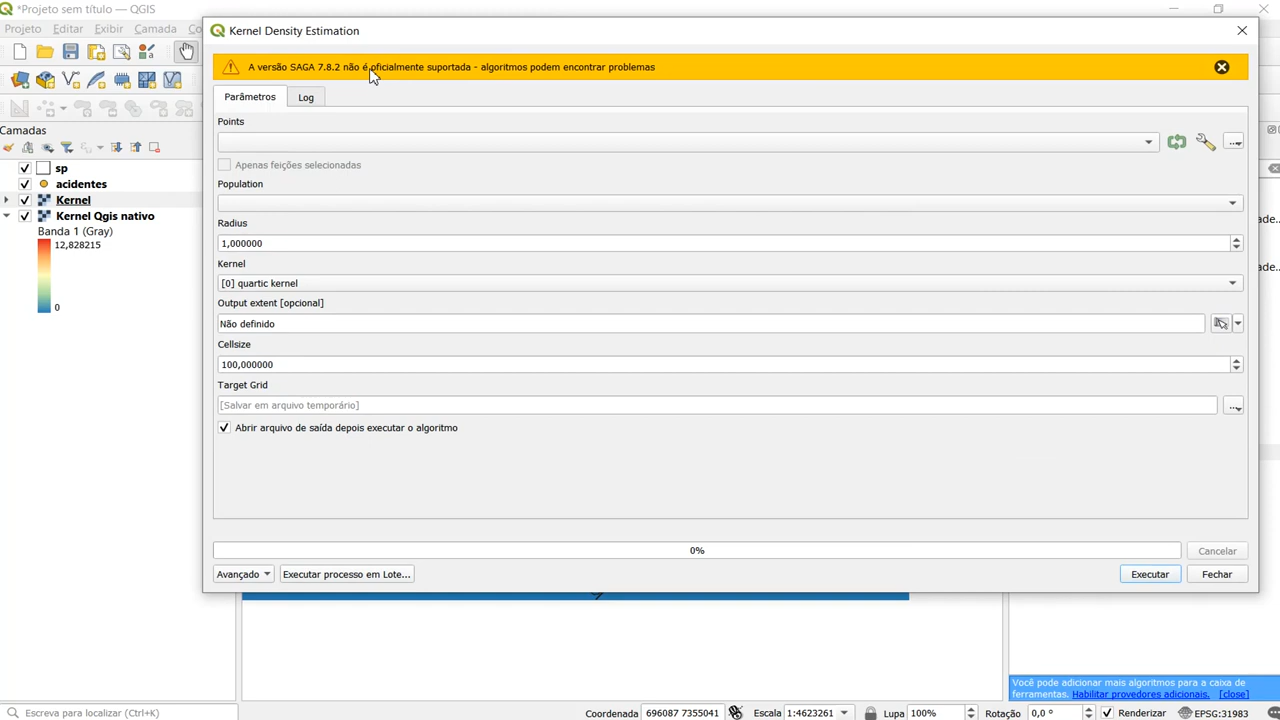 *Projeto sem título — QGIS
Projeto Editar Exibir Camada Co
Kernel Density Estimation
A versão SAGA 7.8.2 não é oficialmente suportada - algoritmos podem encontrar problemas
Parâmetros Log
Camadas
sp
acidentes
Kernel
Kernel Qgis nativo
Banda 1 (Gray)
12,828215
0
Points
...
Apenas feições selecionadas
Population
Radius
1,000000
Kernel
[0] quartic kernel
Output extent [opcional]
Não definido
Cellsize
100,000000
Target Grid
[Salvar em arquivo temporário]
...
Abrir arquivo de saída depois executar o algoritmo
0%
Cancelar
Avançado Executar processo em Lote... Executar Fechar
ade..
ade..
Você pode adicionar mais algoritmos para a caixa de
ferramentas. Habilitar provedores adicionais. [close]
Escreva para localizar (Ctrl+K) Coordenada 696087 7355041 Escala 1:4623261 Lupa 100% Rotação 0,0 ° Renderizar EPSG:31983